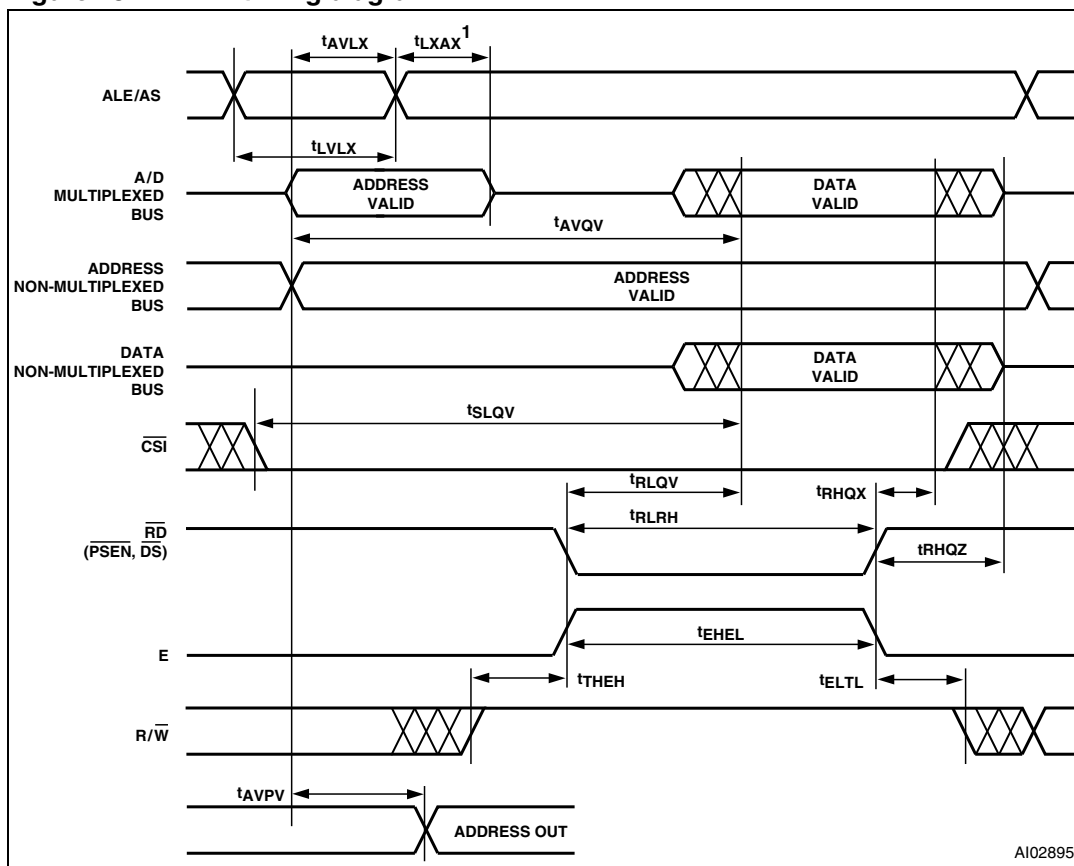 tAVLX
tLXAX1
ALE/AS
tLVLX
A/D
MULTIPLEXED
BUS
ADDRESS
VALID
DATA
VALID
tAVQV
ADDRESS
NON-MULTIPLEXED
BUS
ADDRESS
VALID
DATA
NON-MULTIPLEXED
BUS
DATA
VALID
tSLQV
CSI
tRLQV
tRHQX
tRLRH
RD
(PSEN, DS)
tRHQZ
tEHEL
E
tTHEH
tELTL
R/W
tAVPV
ADDRESS OUT
AI02895